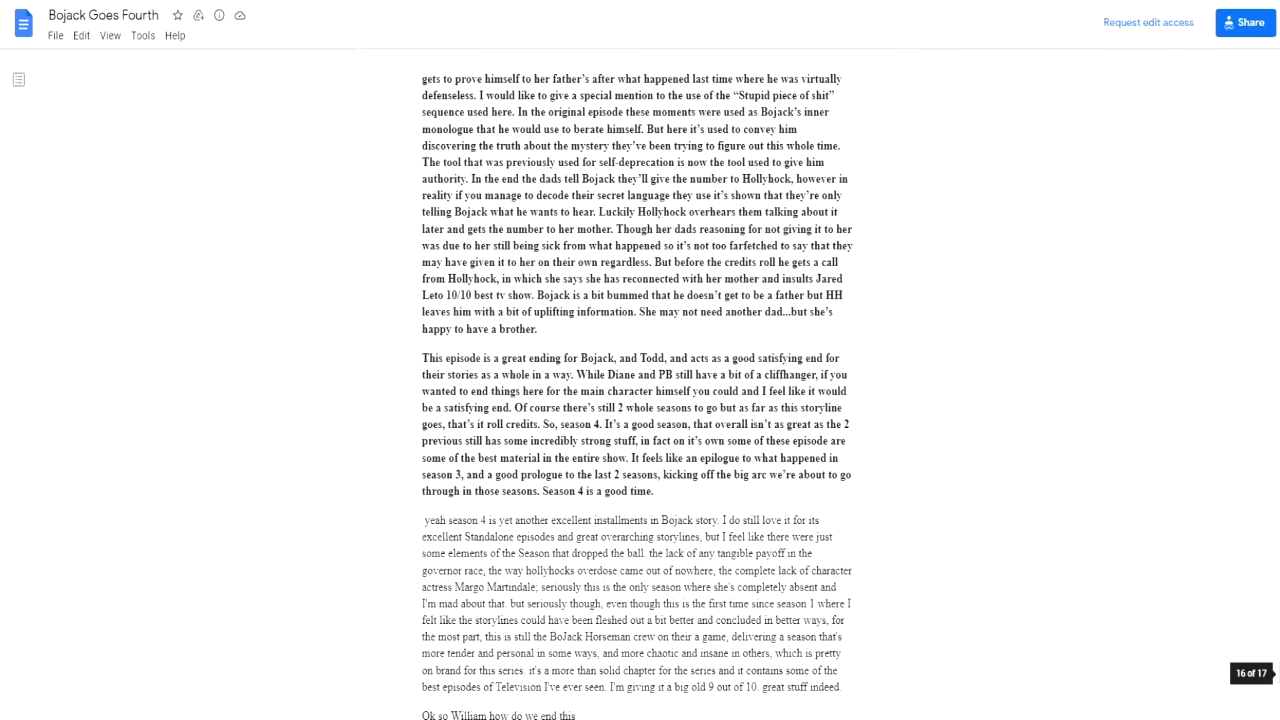 Bojack Goes Fourth
File Edit View Tools Help
Request edit access
Share
gets to prove himself to her father's after what happened last time where he was virtually
defenseless. I would like to give a special mention to the use of the “Stupid piece of shit”
sequence used here. In the original episode these moments were used as Bojack's inner
monologue that he would use to berate himself. But here it's used to convey him
discovering the truth about the mystery they've been trying to figure out this whole time.
The tool that was previously used for self-deprecation is now the tool used to give him
authority. In the end the dads tell Bojack they'll give the number to Hollyhock, however in
reality if you manage to decode their secret language they use it's shown that they're only
telling Bojack what he wants to hear. Luckily Hollyhock overhears them talking about it
later and gets the number to her mother. Though her dads reasoning for not giving it to her
was due to her still being sick from what happened so it's not too farfetched to say that they
may have given it to her on their own regardless. But before the credits roll he gets a call
from Hollyhock, in which she says she has reconnected with her mother and insults Jared
Leto 10/10 best tv show. Bojack is a bit bummed that he doesn't get to be a father but HH
leaves him with a bit of uplifting information. She may not need another dad...but she's
happy to have a brother.
This episode is a great ending for Bojack, and Todd, and acts as a good satisfying end for
their stories as a whole in a way. While Diane and PB still have a bit of a cliffhanger, if you
wanted to end things here for the main character himself you could and I feel like it would
be a satisfying end. Of course there's still 2 whole seasons to go but as far as this storyline
goes, that's it roll credits. So, season 4. It's a good season, that overall isn't as great as the 2
previous still has some incredibly strong stuff, in fact on it's own some of these episode are
some of the best material in the entire show. It feels like an epilogue to what happened in
season 3, and a good prologue to the last 2 seasons, kicking off the big arc we're about to go
through in those seasons. Season 4 is a good time.
yeah season 4 is yet another excellent installments in Bojack story. I do still love it for its
excellent Standalone episodes and great overarching storylines, but I feel like there were just
some elements of the Season that dropped the ball. the lack of any tangible payoff in the
governor race, the way hollyhocks overdose came out of nowhere, the complete lack of character
actress Margo Martindale; seriously this is the only season where she's completely absent and
I'm mad about that. but seriously though, even though this is the first time since season 1 where I
felt like the storylines could have been fleshed out a bit better and concluded in better ways, for
the most part, this is still the BoJack Horseman crew on their a game, delivering a season that's
more tender and personal in some ways, and more chaotic and insane in others, which is pretty
on brand for this series. it's a more than solid chapter for the series and it contains some of the
best episodes of Television I've ever seen. I'm giving it a big old 9 out of 10. great stuff indeed.
Ok so William how do we end this
16 of 17